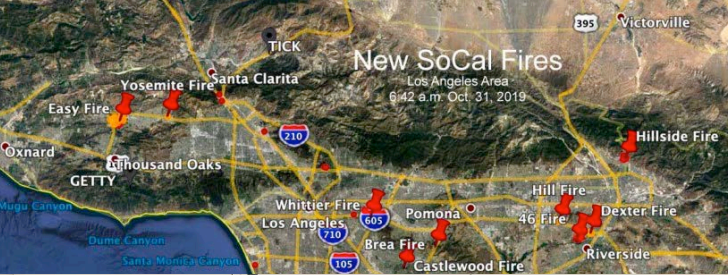 395
Victorville
TICK
New SoCal Fires
Los Angeles Area
6:42 a.m. Oct. 31, 2019
Santa Clarita
Yosemite Fire
Easy Fire
210
Hillside Fire
Oxnard
Thousand Oaks
GETTY
Mugu Canyon
Whittier Fire
605
Pomona
Hill Fire
Los Angeles
46 Fire
Dexter Fire
710
Dume Canyon
Brea Fire
Riverside
Santa Monica Canyon
105
Castlewood Fire